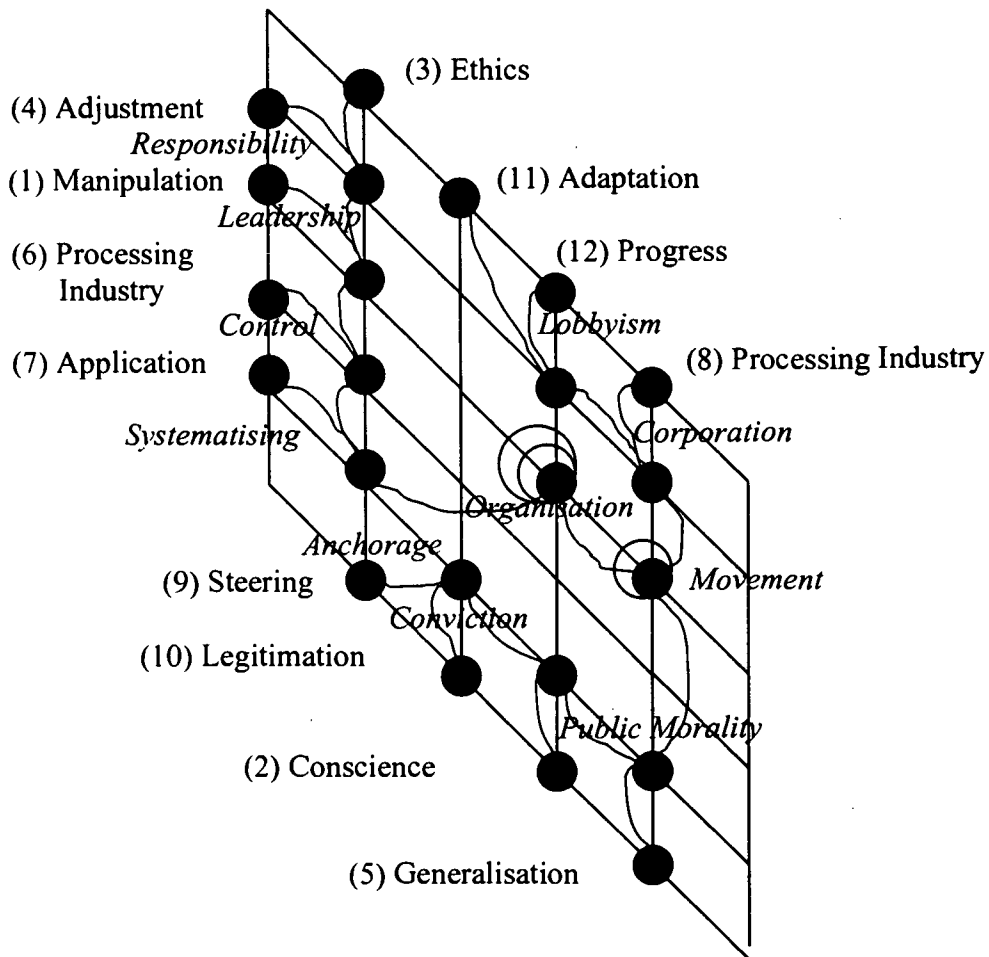 (3) Ethics
(4) Adjustment
Responsibility
(1) Manipulation
(11) Adaptation
Leadership
(6) Processing
Industry
(12) Progress
Control
Lobbyism
(7) Application
(8) Processing Industry
Systematising
Corporation
Organisation
Anchorage
(9) Steering
Movement
Conviction
(10) Legitimation
Public Morality
(2) Conscience
(5) Generalisation